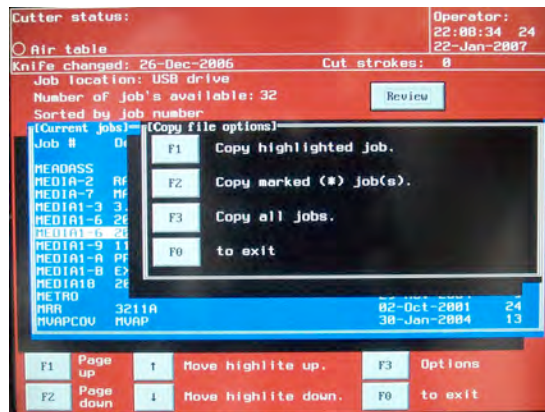 Cutter status:
Operator:
22:08:34 24
Air table
22-Jan-2007
Knife changed: 26-Dec-2006 Cut strokes: 0
Job location: USB drive
Number of job's available: 32
Review
Sorted by job number
[Current jobs] [Copy file options]
Job #
F1 Copy highlighted job.
MEADASS
MEDIA-2
F2 Copy marked (*) job(s).
MEDIA-7
MEDIA1-3
MEDIA1-6
F3 Copy all jobs.
MEDIA1-6
MEDIA1-9 11
MEDIA1-A
F0 to exit
MEDIA1-B
MEDIA18
METRO
MRR 3211A 02-Oct-2001 24
MVAPCOV MVAP 30-Jan-2004 13
F1 Page up ↑ Move highlite up. F3 Options
F2 Page down ↓ Move highlite down. F0 to exit